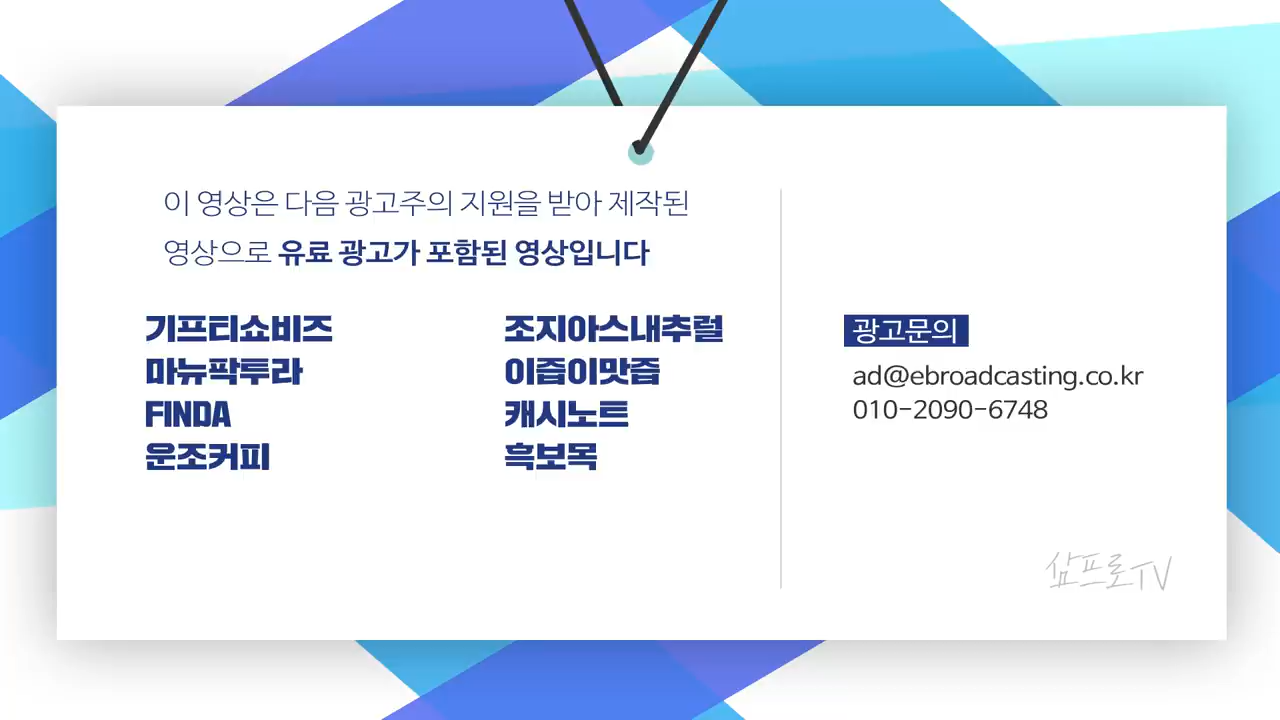 이 영상은 다음 광고주의 지원을 받아 제작된
영상으로 유료 광고가 포함된 영상입니다
기프티쇼비즈
마뉴팍투라
FINDA
운조커피
조지아스내추럴
이즙이맛즙
캐시노트
흑보목
광고문의
ad@ebroadcasting.co.kr
010-2090-6748
삼프로TV